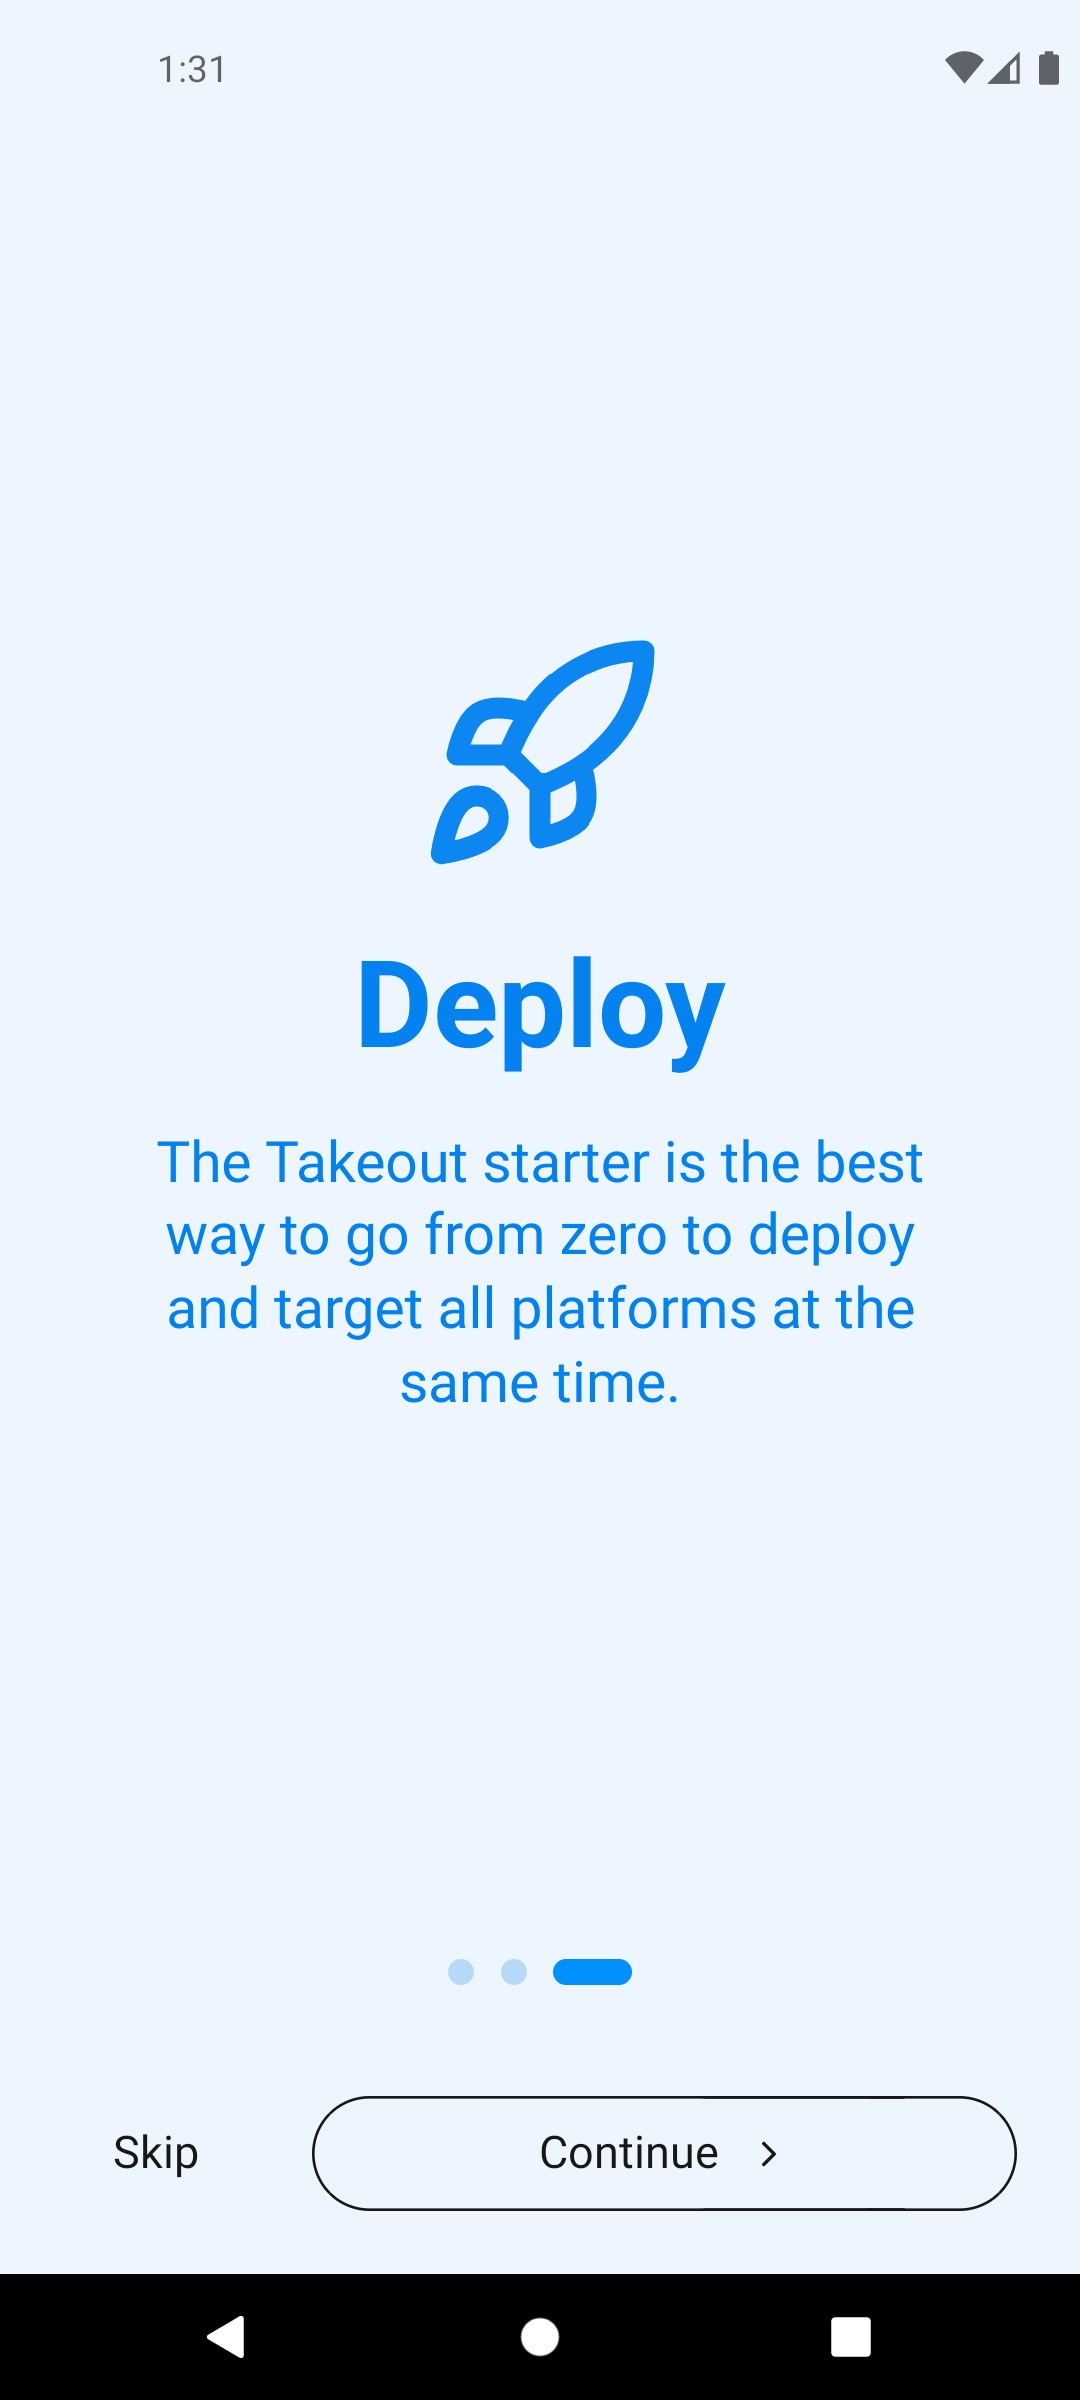 1:31
Deploy
The Takeout starter is the best
way to go from zero to deploy
and target all platforms at the
same time.
Skip
Continue